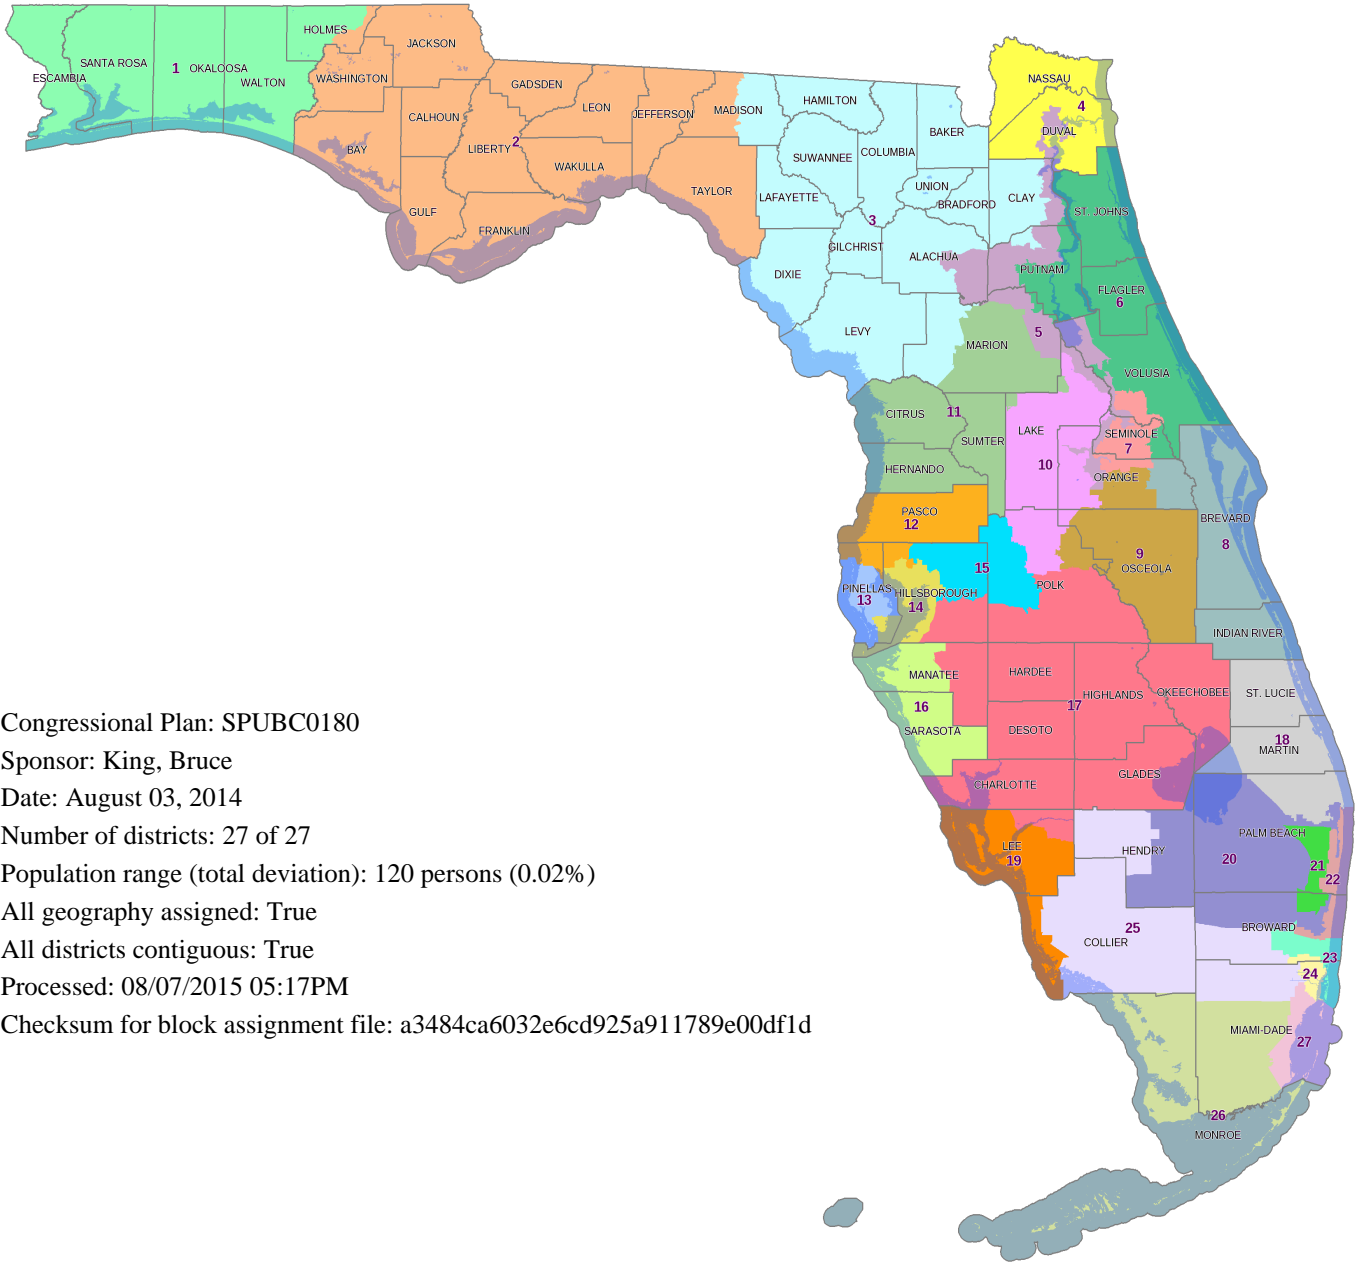 HOLMES
JACKSON
SANTA ROSA
1
OKALOOSA
ESCAMBIA
WALTON
WASHINGTON
GADSDEN
LEON
JEFFERSON
MADISON
CALHOUN
LIBERTY
2
BAY
WAKULLA
TAYLOR
GULF
FRANKLIN
HAMILTON
BAKER
SUWANNEE
COLUMBIA
LAFAYETTE
UNION
BRADFORD
CLAY
3
GILCHRIST
ALACHUA
DIXIE
LEVY
NASSAU
4
DUVAL
ST. JOHNS
PUTNAM
FLAGLER
6
5
MARION
VOLUSIA
CITRUS
11
SUMTER
LAKE
SEMINOLE
7
HERNANDO
10
ORANGE
PASCO
12
BREVARD
8
9
OSCEOLA
15
POLK
PINELLAS
13
HILLSBOROUGH
14
INDIAN RIVER
MANATEE
HARDEE
HIGHLANDS
OKEECHOBEE
ST. LUCIE
16
17
SARASOTA
DESOTO
18
MARTIN
CHARLOTTE
GLADES
LEE
19
HENDRY
PALM BEACH
20
21
22
25
COLLIER
BROWARD
23
24
MIAMI-DADE
27
26
MONROE
Congressional Plan: SPUBC0180
Sponsor: King, Bruce
Date: August 03, 2014
Number of districts: 27 of 27
Population range (total deviation): 120 persons (0.02%)
All geography assigned: True
All districts contiguous: True
Processed: 08/07/2015 05:17PM
Checksum for block assignment file: a3484ca6032e6cd925a911789e00df1d